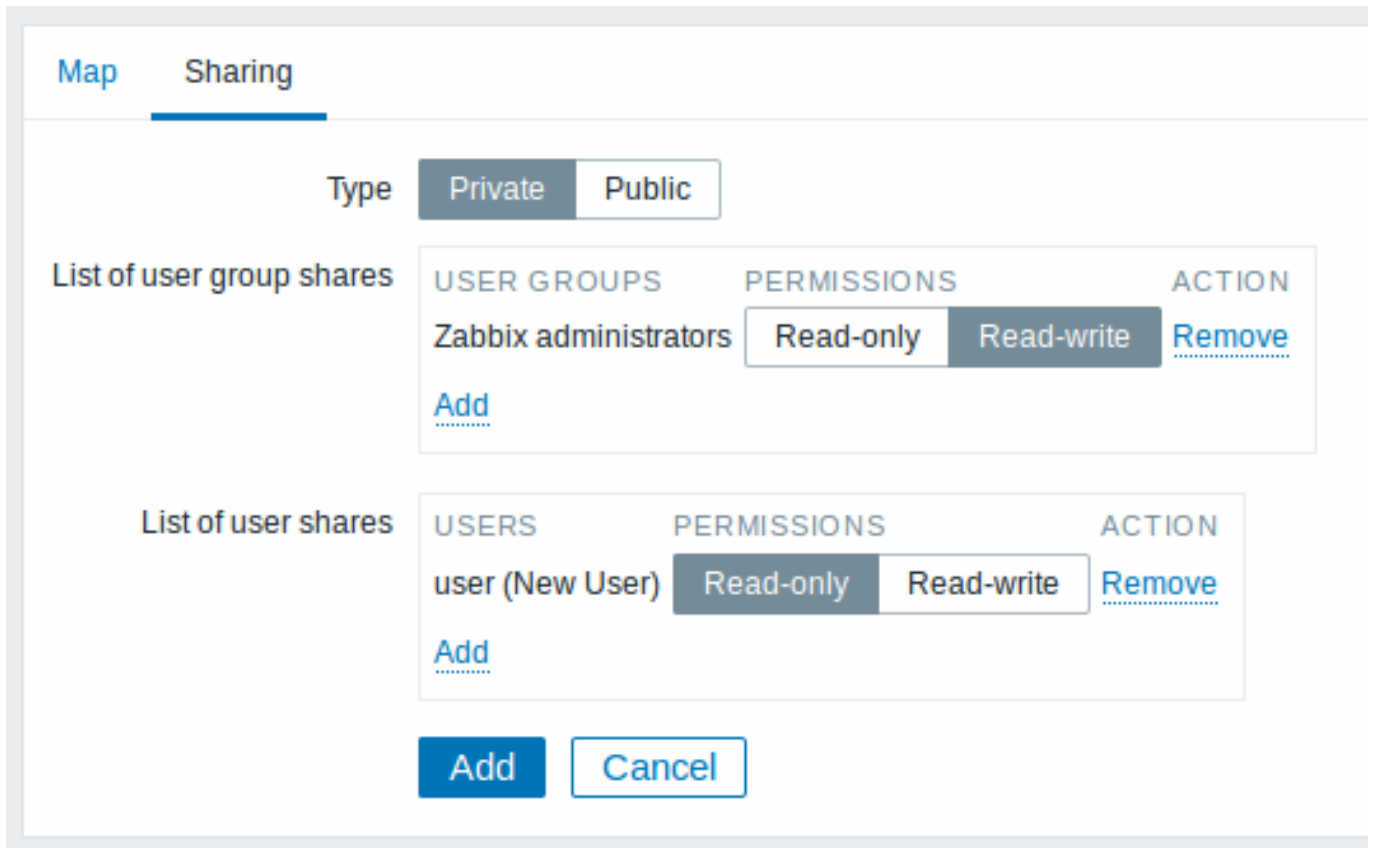 Map Sharing
Type Private Public
List of user group shares USER GROUPS PERMISSIONS ACTION
Zabbix administrators Read-only Read-write Remove
Add
List of user shares USERS PERMISSIONS ACTION
user (New User) Read-only Read-write Remove
Add
Add Cancel